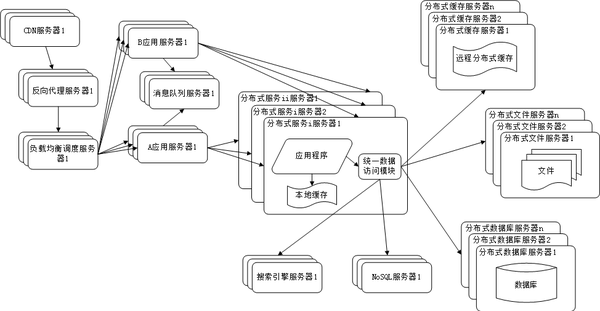 CDN服务器1
反向代理服务器1
负载均衡调度服务
器1
B应用服务器1
消息队列服务器1
A应用服务器1
分布式服务ii服务器1
分布式服务i服务器2
分布式服务i服务器1
应用程序
本地缓存
统一数据
访问模块
搜索引擎服务器1
NoSQL服务器1
分布式缓存服务器n
分布式缓存服务器2
分布式缓存服务器1
远程分布式缓存
分布式文件服务器n
分布式文件服务器2
分布式文件服务器1
文件
分布式数据库服务器n
分布式数据库服务器2
分布式数据库服务器1
数据库